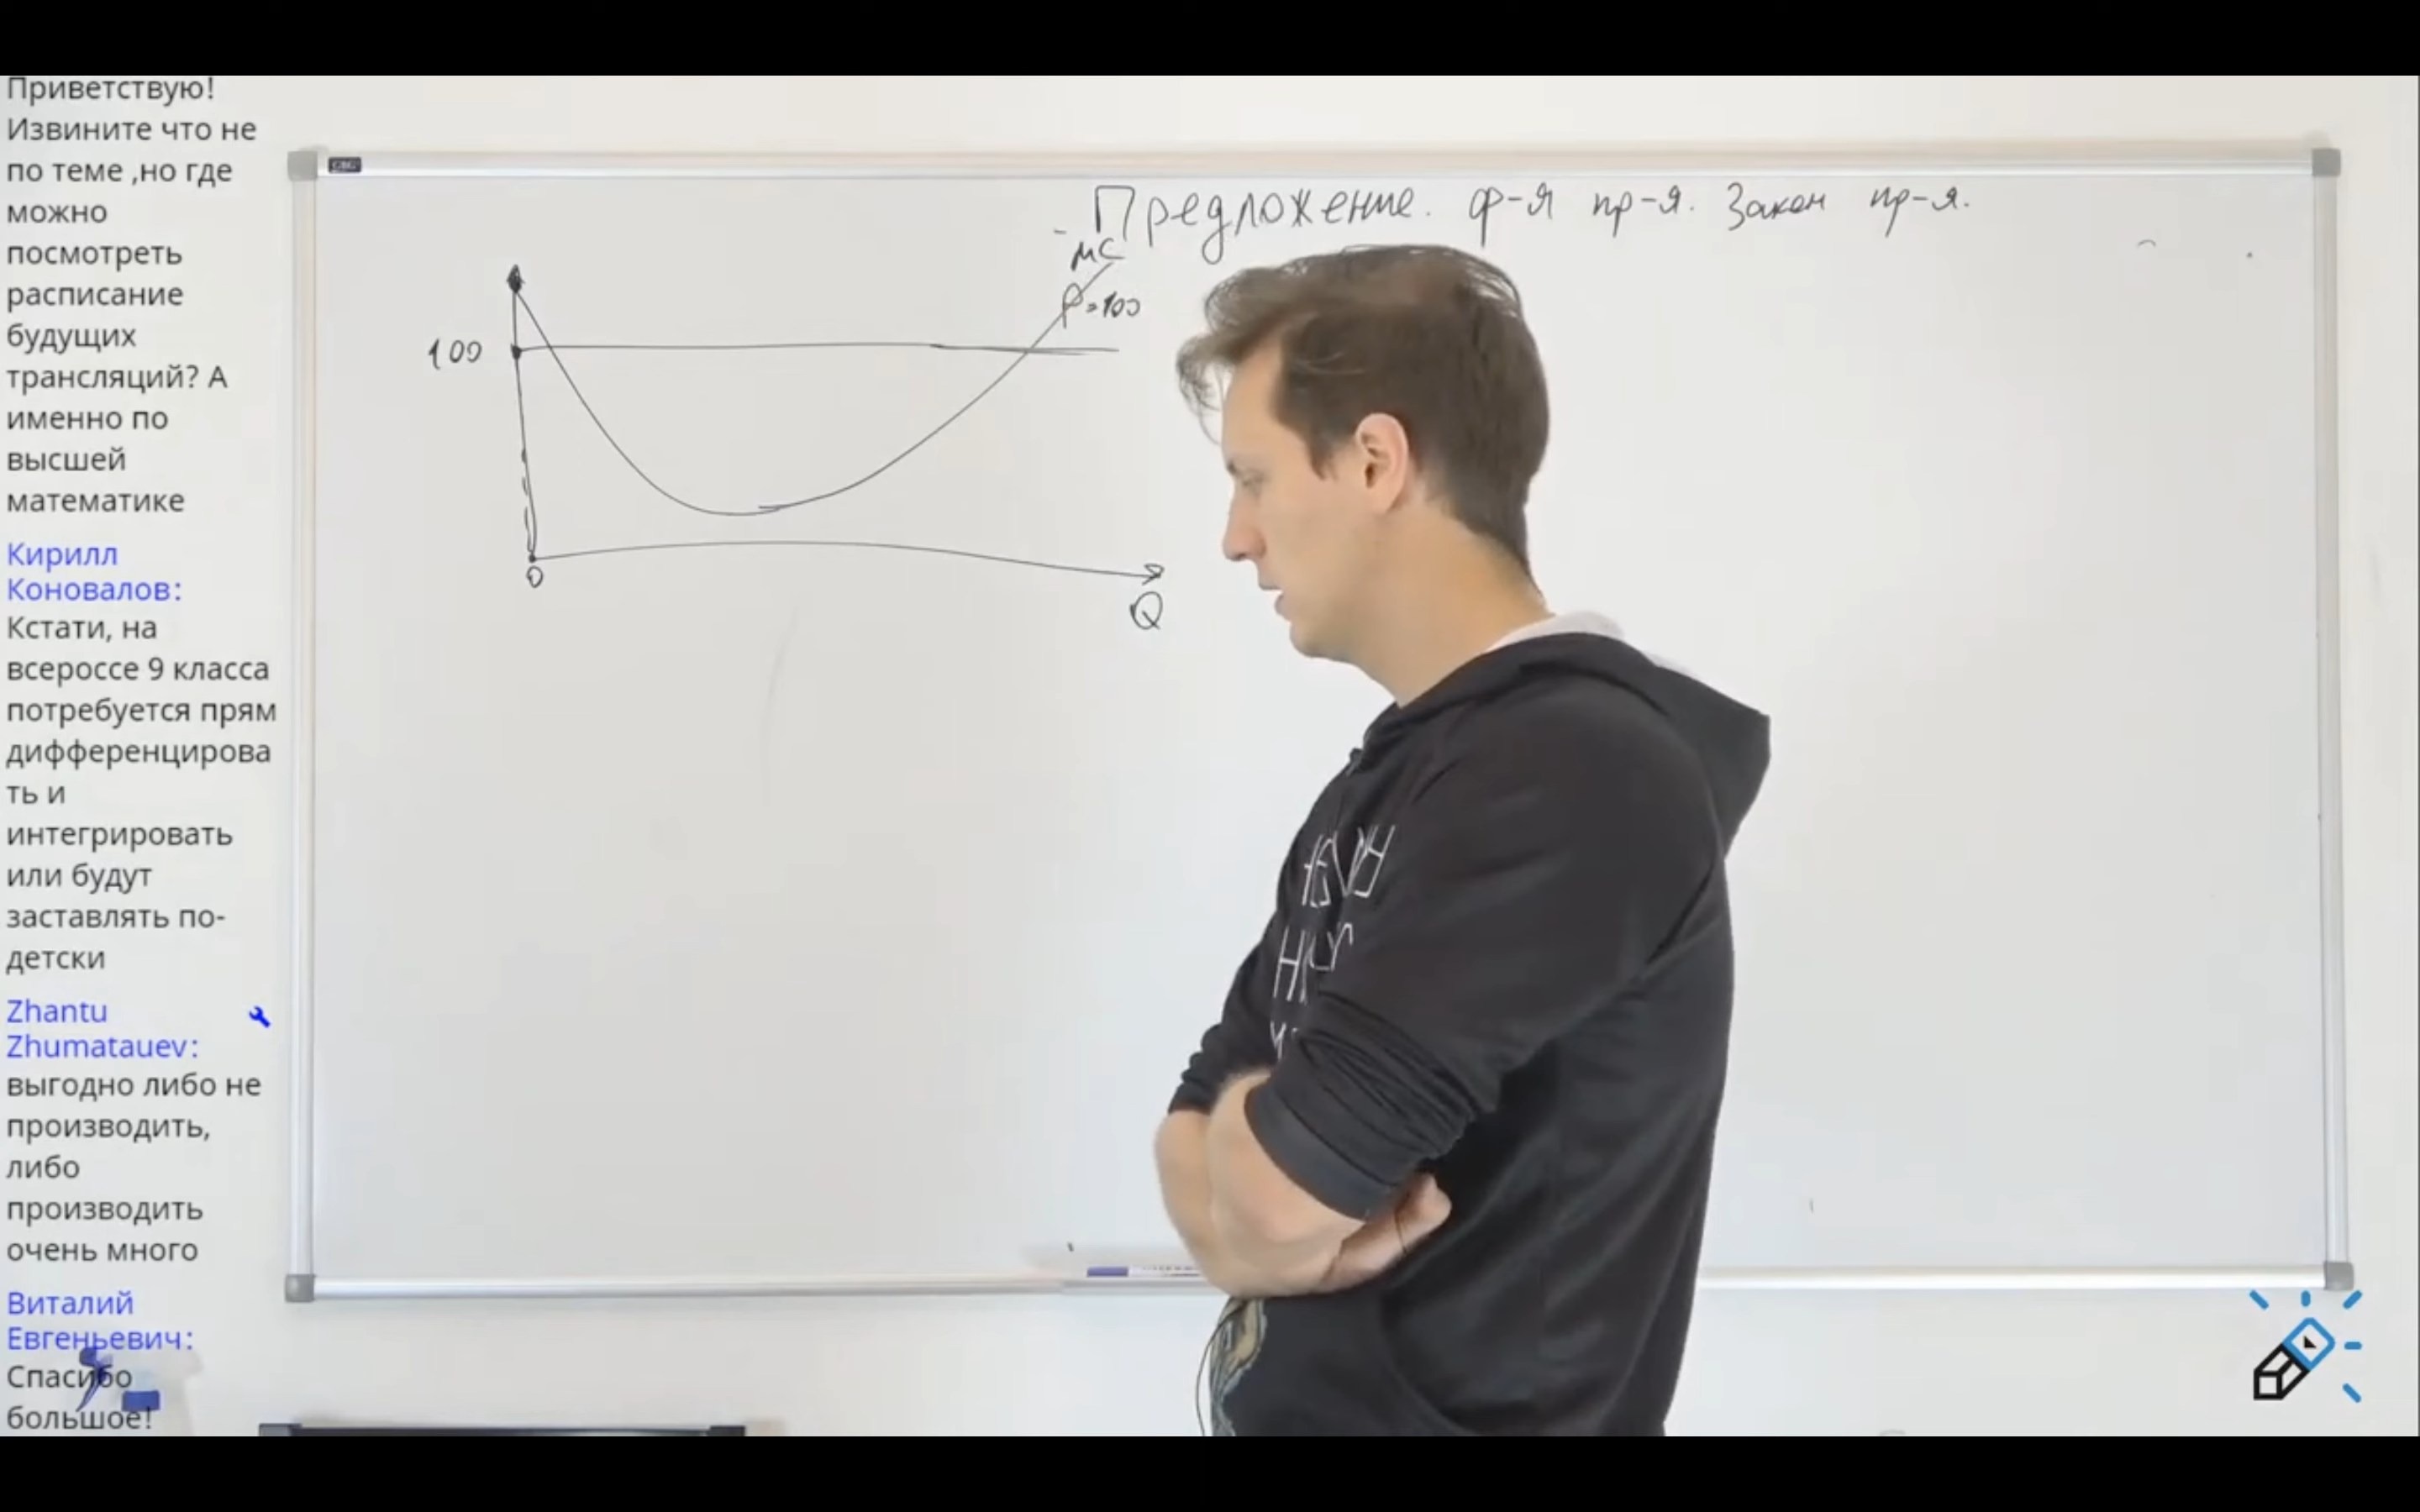 Приветствую!
Извините что не
по теме ,но где
можно
посмотреть
расписание
будущих
трансляций? А
именно по
высшей
математике
Кирилл
Коновалов:
Кстати, на
всероссе 9 класса
потребуется прям
дифференцирова
ть и
интегрировать
или будут
заставлять по-
детски
Zhantu
Zhumatauev:
выгодно либо не
производить,
либо
производить
очень много
Виталий
Евгеньевич:
Спасибо
большое!
Предложение. ф-я пр-я. Закон пр-я.
MC
P=100
100
0
Q